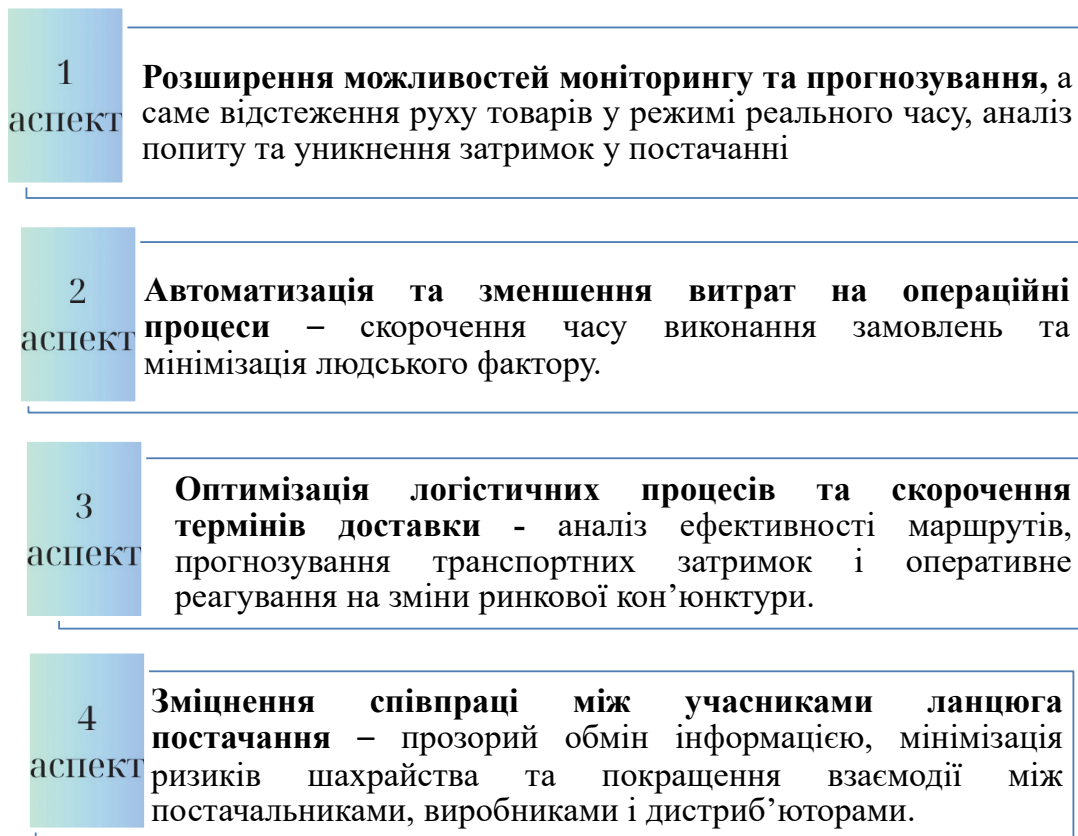 1
аспект
Розширення можливостей моніторингу та прогнозування, а
саме відстеження руху товарів у режимі реального часу, аналіз
попиту та уникнення затримок у постачанні
2
аспект
Автоматизація та зменшення витрат на операційні
процеси – скорочення часу виконання замовлень та
мінімізація людського фактору.
3
аспект
Оптимізація логістичних процесів та скорочення
термінів доставки - аналіз ефективності маршрутів,
прогнозування транспортних затримок і оперативне
реагування на зміни ринкової кон’юнктури.
4
аспект
Зміцнення співпраці між учасниками ланцюга
постачання – прозорий обмін інформацією, мінімізація
ризиків шахрайства та покращення взаємодії між
постачальниками, виробниками і дистриб’юторами.